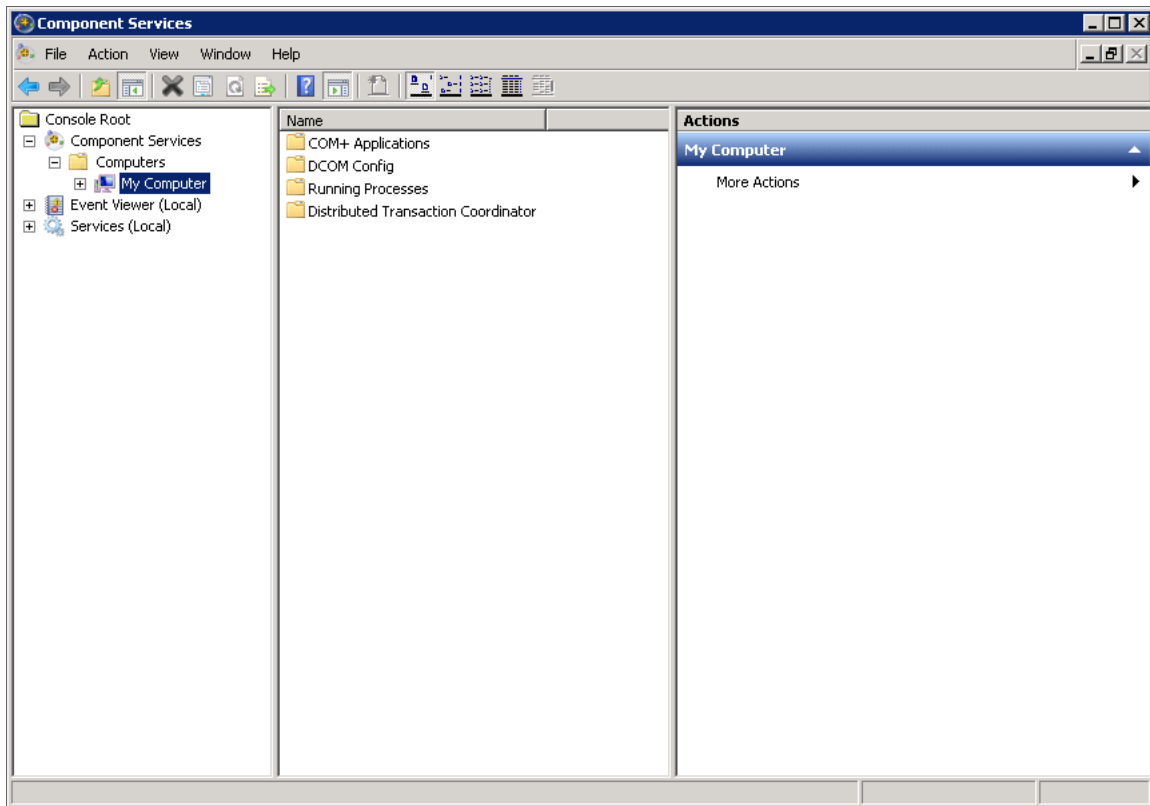 Component Services
File Action View Window Help
Console Root
Component Services
Computers
My Computer
Event Viewer (Local)
Services (Local)
Name
COM+ Applications
DCOM Config
Running Processes
Distributed Transaction Coordinator
Actions
My Computer
More Actions